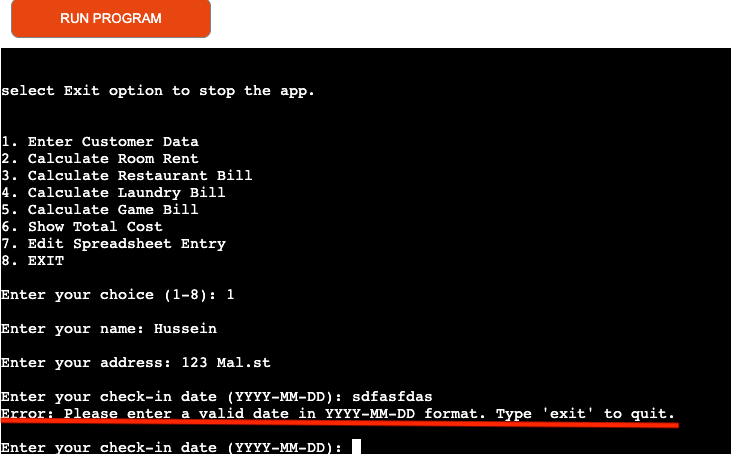 RUN PROGRAM
select Exit option to stop the app.
1. Enter Customer Data
2. Calculate Room Rent
3. Calculate Restaurant Bill
4. Calculate Laundry Bill
5. Calculate Game Bill
6. Show Total Cost
7. Edit Spreadsheet Entry
8. EXIT
Enter your choice (1-8): 1
Enter your name: Hussein
Enter your address: 123 Mal.st
Enter your check-in date (YYYY-MM-DD): sdfasfdas
Error: Please enter a valid date in YYYY-MM-DD format. Type 'exit' to quit.
Enter your check-in date (YYYY-MM-DD):